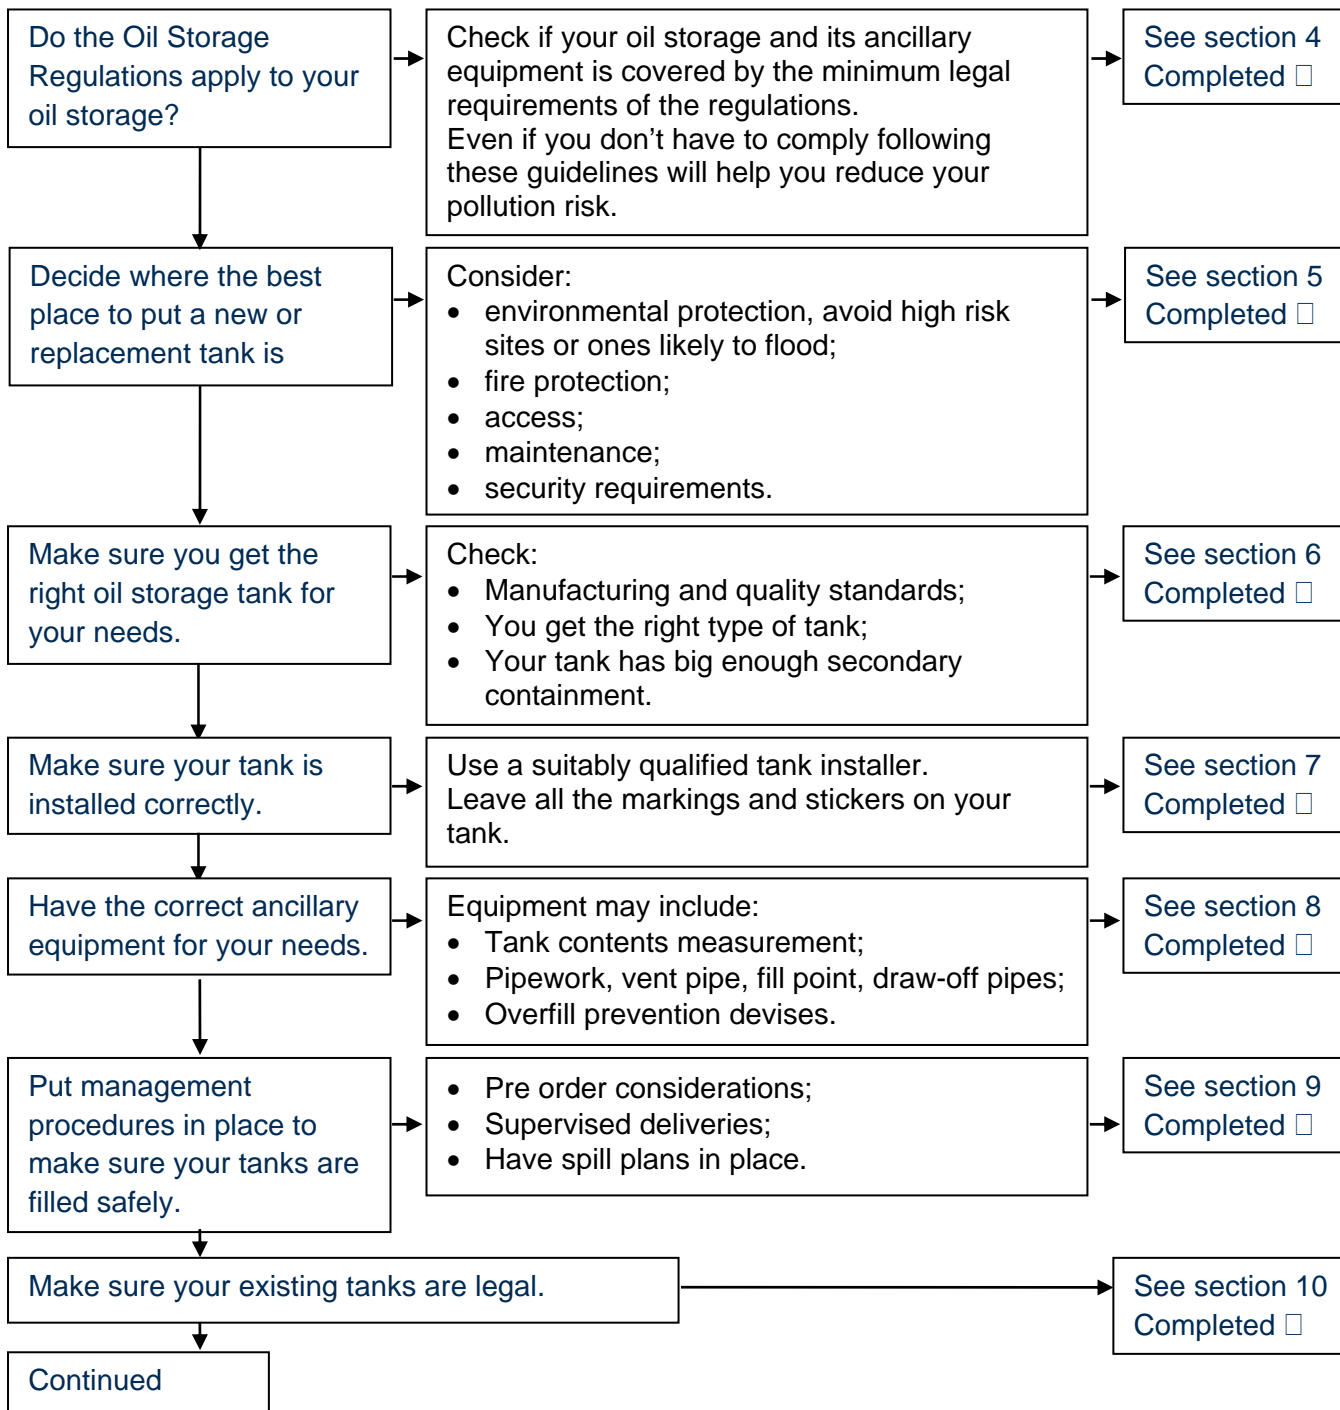 Do the Oil Storage
Regulations apply to your
oil storage?
Check if your oil storage and its ancillary
equipment is covered by the minimum legal
requirements of the regulations.
Even if you don’t have to comply following
these guidelines will help you reduce your
pollution risk.
See section 4
Completed □
Decide where the best
place to put a new or
replacement tank is
Consider:
• environmental protection, avoid high risk
sites or ones likely to flood;
• fire protection;
• access;
• maintenance;
• security requirements.
See section 5
Completed □
Make sure you get the
right oil storage tank for
your needs.
Check:
• Manufacturing and quality standards;
• You get the right type of tank;
• Your tank has big enough secondary
containment.
See section 6
Completed □
Make sure your tank is
installed correctly.
Use a suitably qualified tank installer.
Leave all the markings and stickers on your
tank.
See section 7
Completed □
Have the correct ancillary
equipment for your needs.
Equipment may include:
• Tank contents measurement;
• Pipework, vent pipe, fill point, draw-off pipes;
• Overfill prevention devises.
See section 8
Completed □
Put management
procedures in place to
make sure your tanks are
filled safely.
• Pre order considerations;
• Supervised deliveries;
• Have spill plans in place.
See section 9
Completed □
Make sure your existing tanks are legal.
See section 10
Completed □
Continued